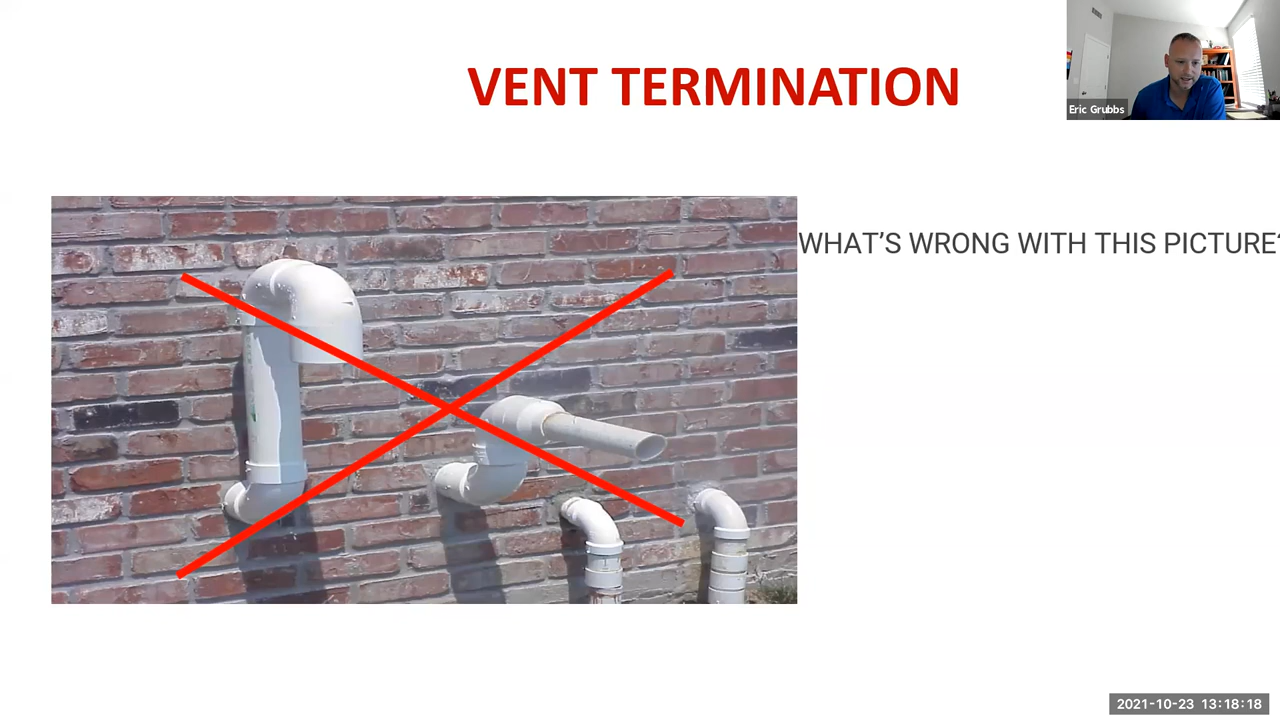 VENT TERMINATION
Eric Grubbs
WHAT’S WRONG WITH THIS PICTURE?
2021-10-23 13:18:18